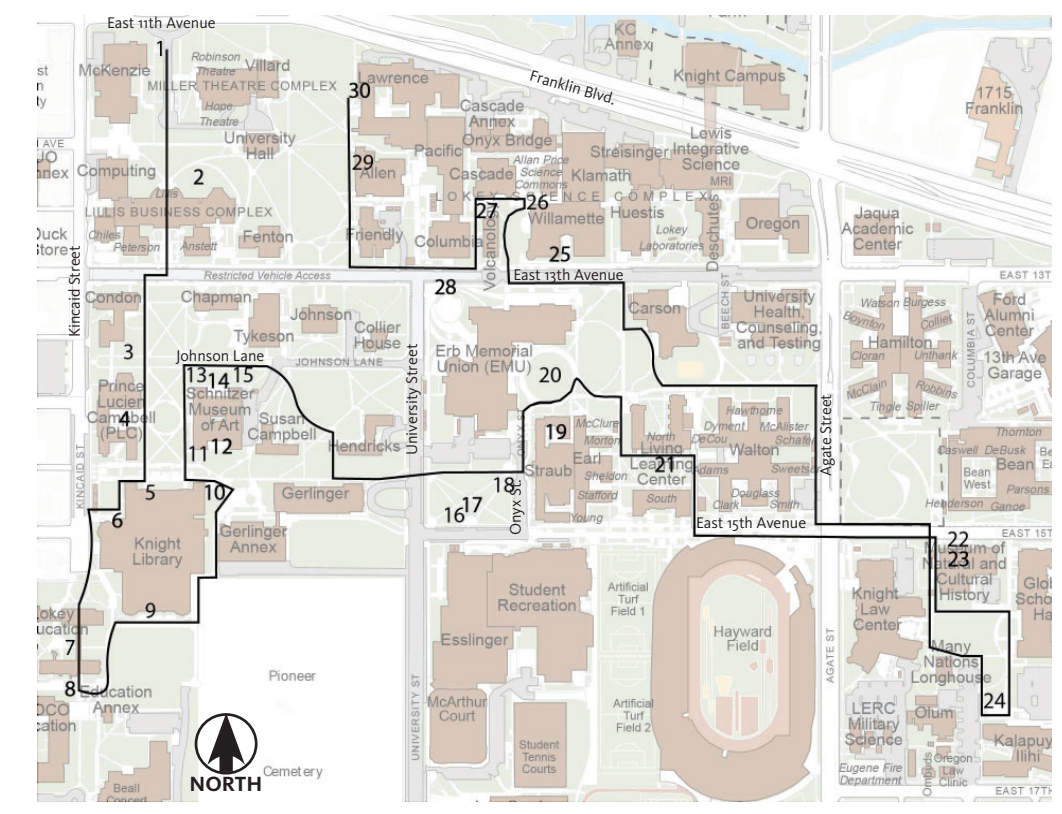 East 11th Avenue
1
McKenzie
Robinson
Theatre
Villard
MILLER THEATRE COMPLEX
Hope
Theatre
University
Hall
30
Lawrence
KC
Annex
Franklin Blvd.
Knight Campus
1715
Franklin
Cascade
Annex
Onyx Bridge
Pacific
Lewis
Integrative
Science
Streisinger
Allan Price
Science
Commons
MRI
AVE
Computing
2
29
Allen
Cascade
Klamath
LOKEY SCIENCE COMPLEX
Lillis
LILLIS BUSINESS COMPLEX
Duck
Store
Chiles
Peterson
Anstett
Fenton
Friendly
Columbia
27
26
Volcanology
Willamette
Huestis
25
Lokey
Laboratories
Deschutes
Oregon
Jaqua
Academic
Center
Kincaid Street
Restricted Vehicle Access
28
East 13th Avenue
EAST 13T
Condon
Chapman
Johnson
Tykeson
Collier
House
Carson
BEECH ST
University
Health,
Counseling,
and Testing
Watson
Burgess
Boynton
Collier
Hamilton
Cloran
Unthank
McClain
Robbins
Tingle
Spiller
COLUMBIA ST
Ford
Alumni
Center
13th Ave
Garage
3
Johnson Lane
JOHNSON LANE
University Street
Erb Memorial
Union (EMU)
Prince
Lucien
Campbell
(PLC)
4
13
14
15
Schnitzer
Museum
of Art
Susan
Campbell
11
12
Hendricks
20
19
McClure
Morton
Earl
Straub
Sheldon
Stafford
Young
North
Living
Learning
Center
21
South
Hawthorne
Dyment
McAlister
DeCou
Schafer
Walton
Adams
Sweetser
Douglass
Clark
Smith
Agate Street
Thornton
Caswell
DeBusk
Bean
West
Bean
Parsons
Henderson
Ganoe
KINCAID ST
5
10
Gerlinger
18
16
17
Onyx St.
East 15th Avenue
EAST 15T
6
Knight
Library
Gerlinger
Annex
22
Museum of
23
Natural and
Cultural
History
9
7
8
Education
Annex
Student
Recreation
Esslinger
Artificial
Turf
Field 1
Hayward
Field
Knight
Law
Center
AGATE ST
Many
Nations
Longhouse
24
Pioneer
Cemetery
NORTH
UNIVERSITY ST
McArthur
Court
Artificial
Turf
Field 2
Student
Tennis
Courts
LERC
Military
Science
Olum
Kalapuy
Ilihi
Eugene Fire
Department
Oregon
Law
Clinic
EAST 17TH
Beall